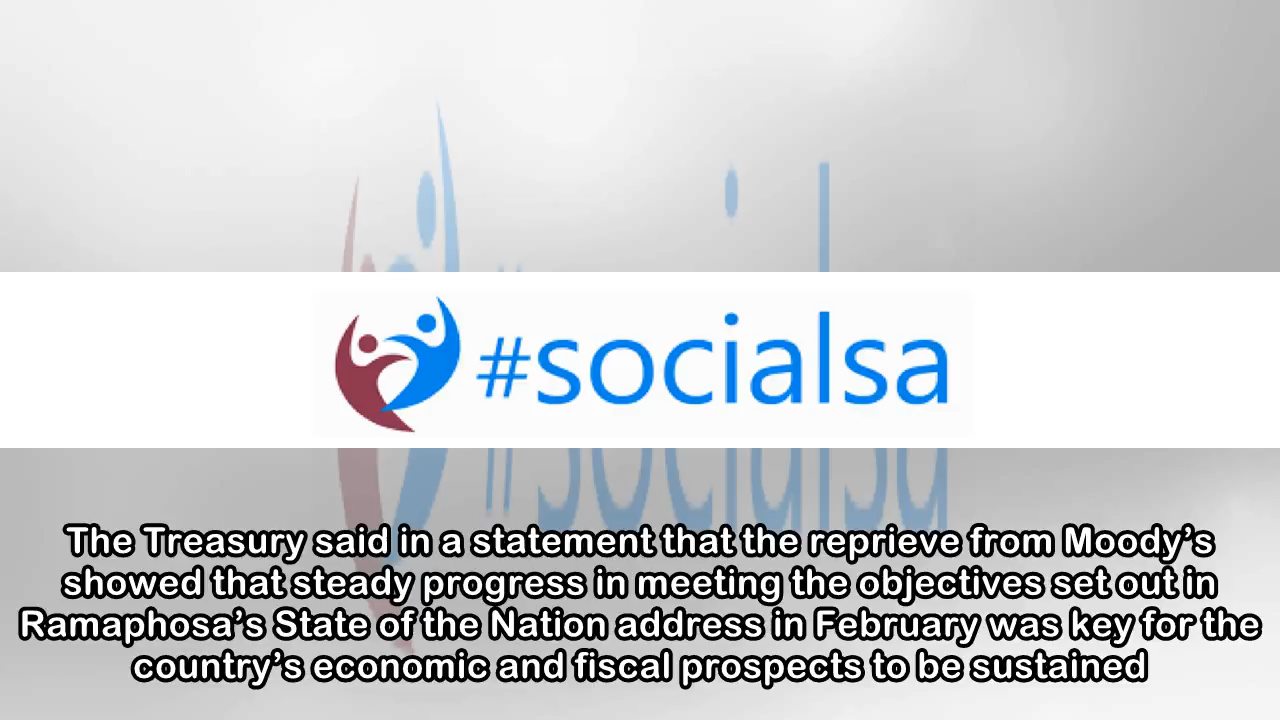 #socialsa
The Treasury said in a statement that the reprieve from Moody’s
showed that steady progress in meeting the objectives set out in
Ramaphosa’s State of the Nation address in February was key for the
country’s economic and fiscal prospects to be sustained